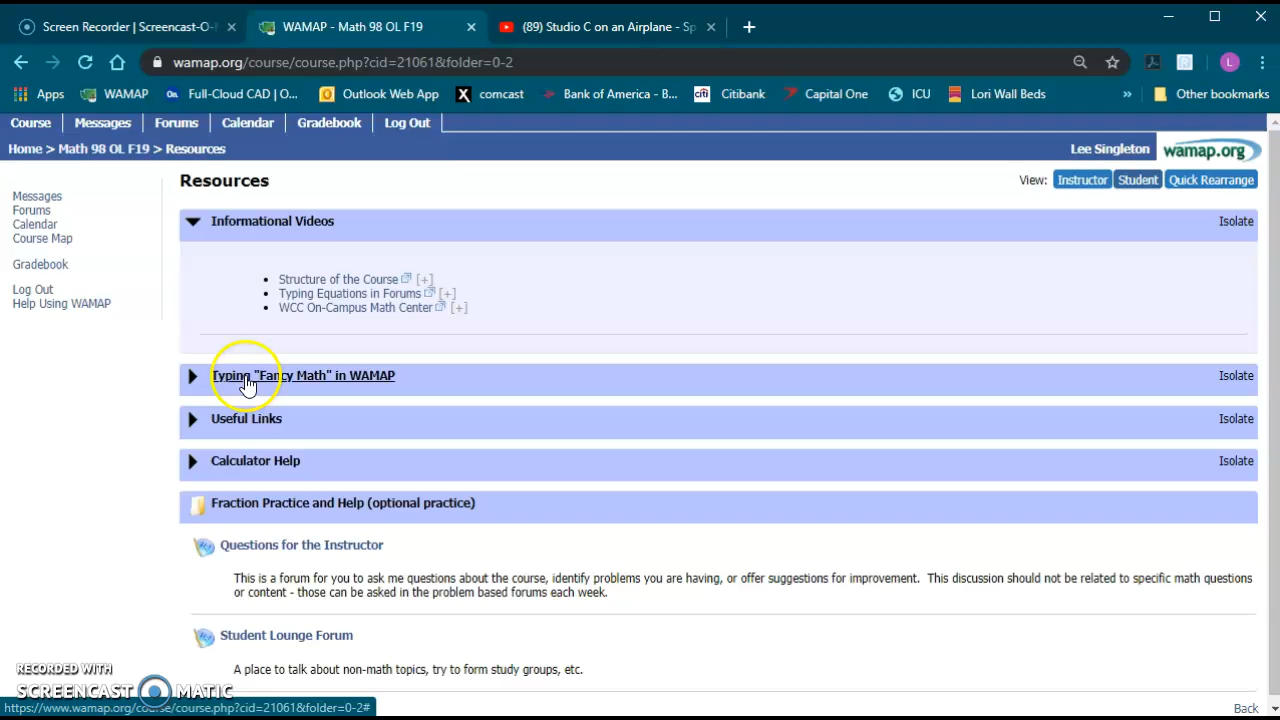 Screen Recorder | Screencast-O-
WAMAP - Math 98 OL F19
(89) Studio C on an Airplane - Sp
wamap.org/course/course.php?cid=21061&folder=0-2
L
Apps
WAMAP
On
Full-Cloud CAD | O...
Outlook Web App
X
comcast
Bank of America - B...
citi
Citibank
Capital One
ICU
Lori Wall Beds
»
Other bookmarks
Course
Messages
Forums
Calendar
Gradebook
Log Out
Home > Math 98 OL F19 > Resources
Lee Singleton
wamap.org
Messages
Forums
Calendar
Course Map
Gradebook
Log Out
Help Using WAMAP
Resources
View:
Instructor
Student
Quick Rearrange
Informational Videos
Isolate
Structure of the Course [+]
Typing Equations in Forums [+]
WCC On-Campus Math Center [+]
Typing "Fancy Math" in WAMAP
Isolate
Useful Links
Isolate
Calculator Help
Isolate
Fraction Practice and Help (optional practice)
Questions for the Instructor
This is a forum for you to ask me questions about the course, identify problems you are having, or offer suggestions for improvement. This discussion should not be related to specific math questions
or content - those can be asked in the problem based forums each week.
Student Lounge Forum
A place to talk about non-math topics, try to form study groups, etc.
RECORDED WITH
SCREENCAST MATIC
https://www.wamap.org/course/course.php?cid=21061&folder=0-2#
Back